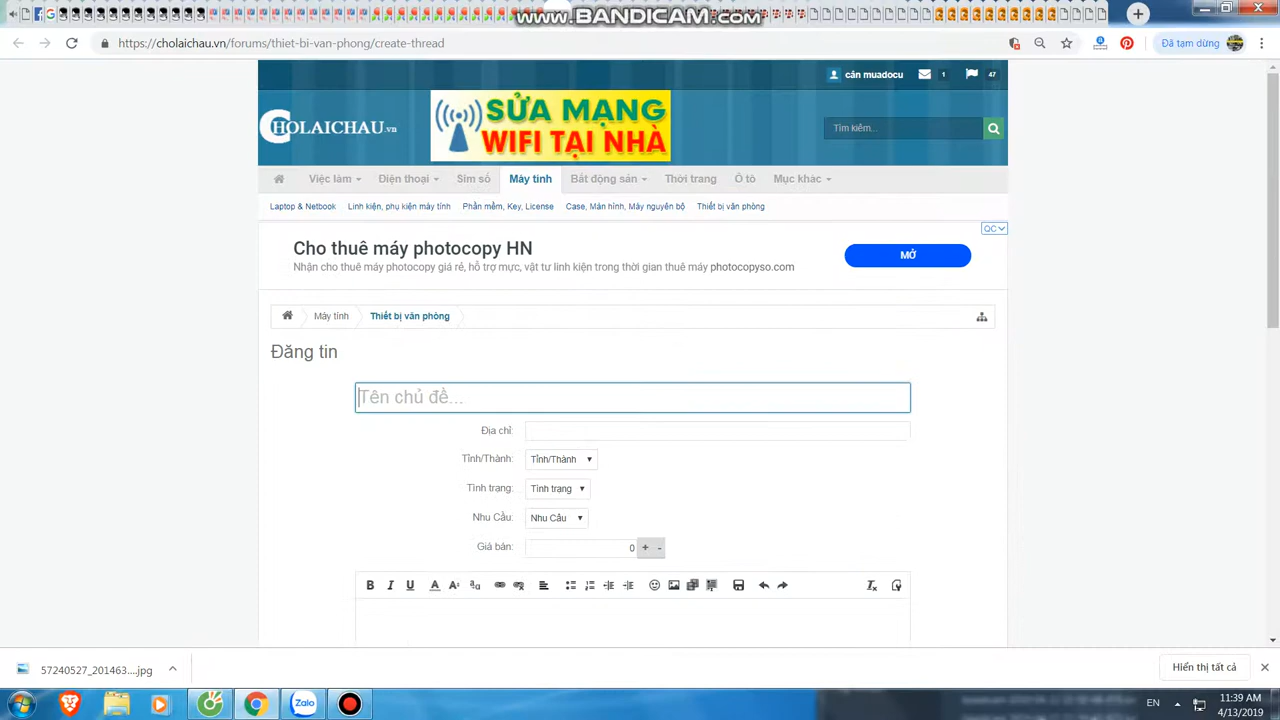 www.BANDICAM.com
https://cholaichau.vn/forums/thiet-bi-van-phong/create-thread
Đã tạm dừng
cân muadocu
1
47
CHOLAICHAU.vn
SỬA MẠNG
WIFI TẠI NHÀ
Tìm kiếm...
Việc làm
Điện thoại
Sim số
Máy tính
Bất động sản
Thời trang
Ô tô
Mục khác
Laptop & Netbook
Linh kiện, phụ kiện máy tính
Phần mềm, Key, License
Case, Màn hình, Máy nguyên bộ
Thiết bị văn phòng
QC
Cho thuê máy photocopy HN
Nhận cho thuê máy photocopy giá rẻ, hỗ trợ mực, vật tư linh kiện trong thời gian thuê máy photocopyso.com
MỞ
Máy tính
Thiết bị văn phòng
Đăng tin
Tên chủ đề...
Địa chỉ:
Tỉnh/Thành:
Tỉnh/Thành
Tình trạng:
Tình trạng
Nhu Cầu:
Nhu Cầu
Giá bán:
0
+
-
57240527_201463....jpg
Hiển thị tất cả
Zalo
EN
11:39 AM
4/13/2019